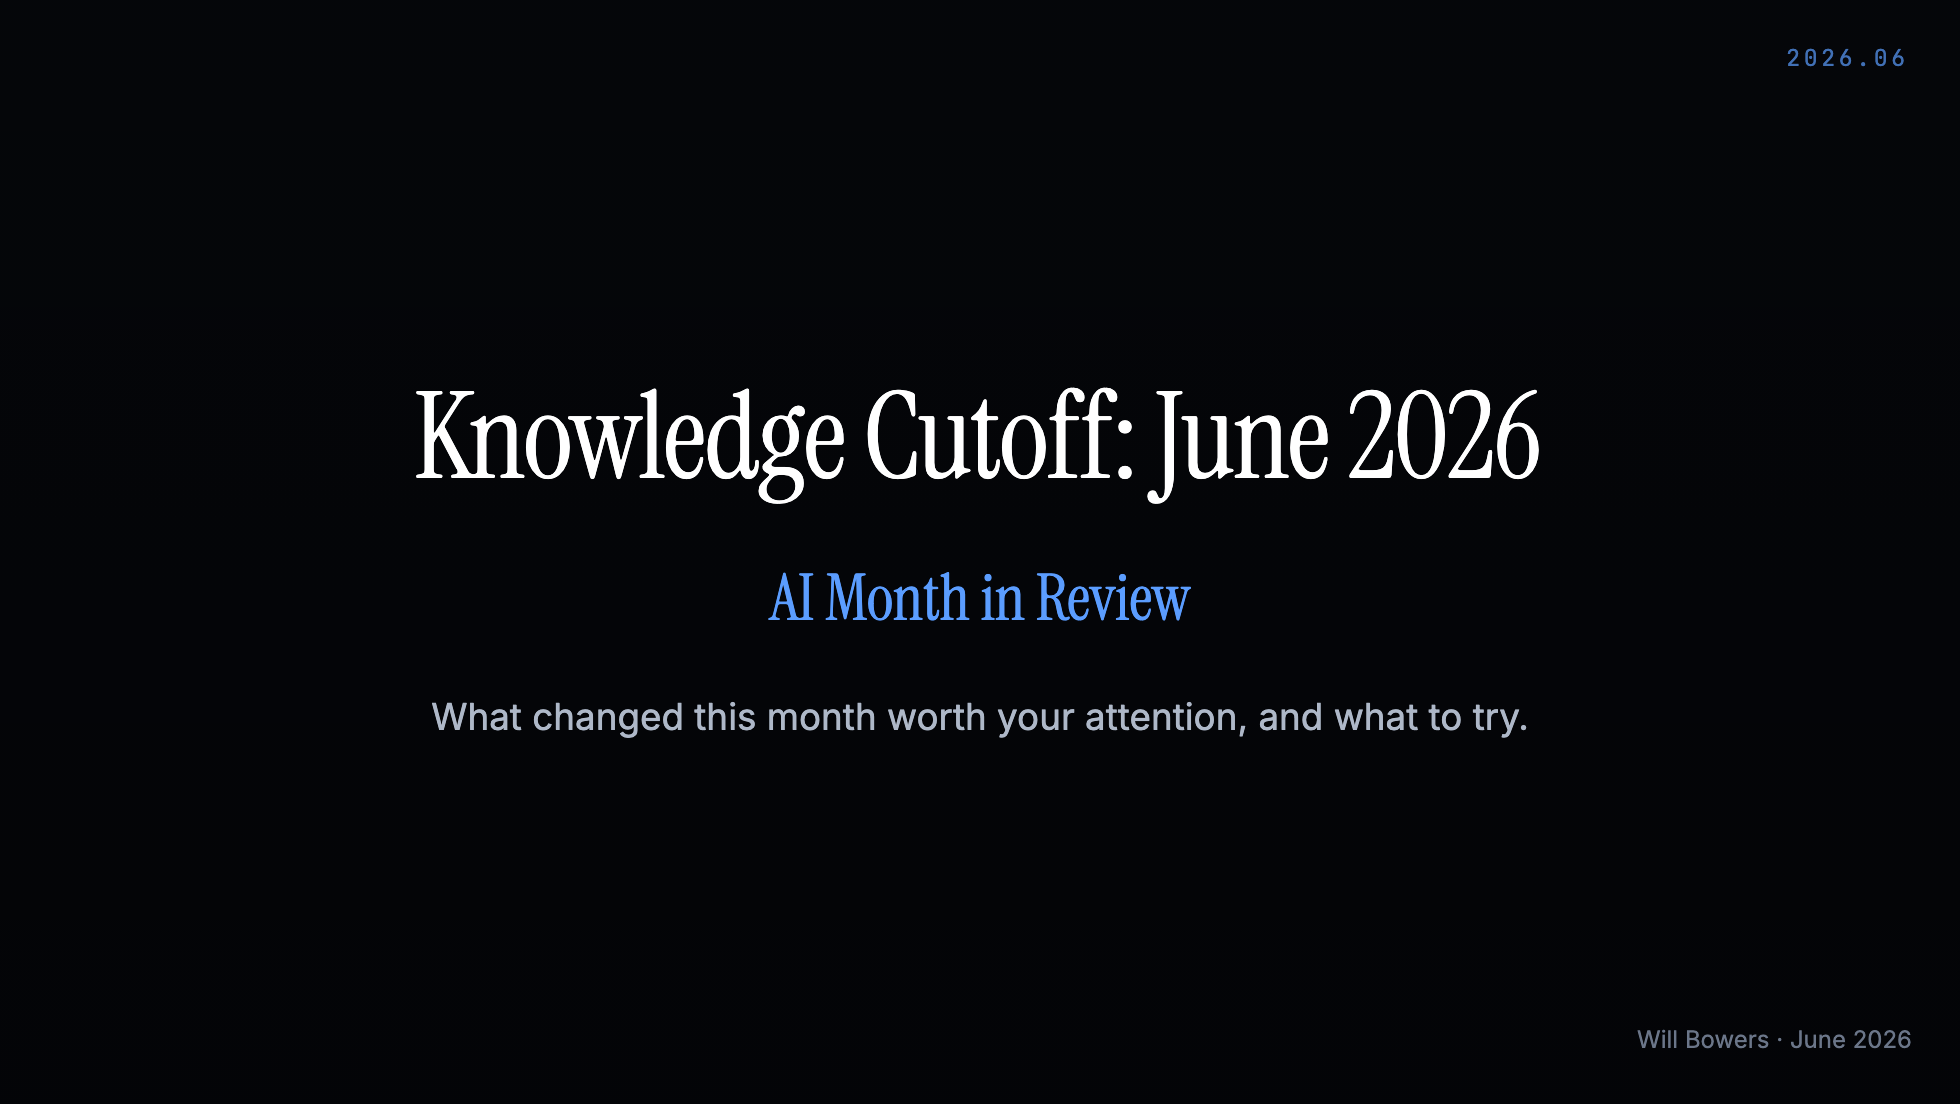 2026.06
Knowledge Cutoff: June 2026
AI Month in Review
What changed this month worth your attention, and what to try.
Will Bowers · June 2026